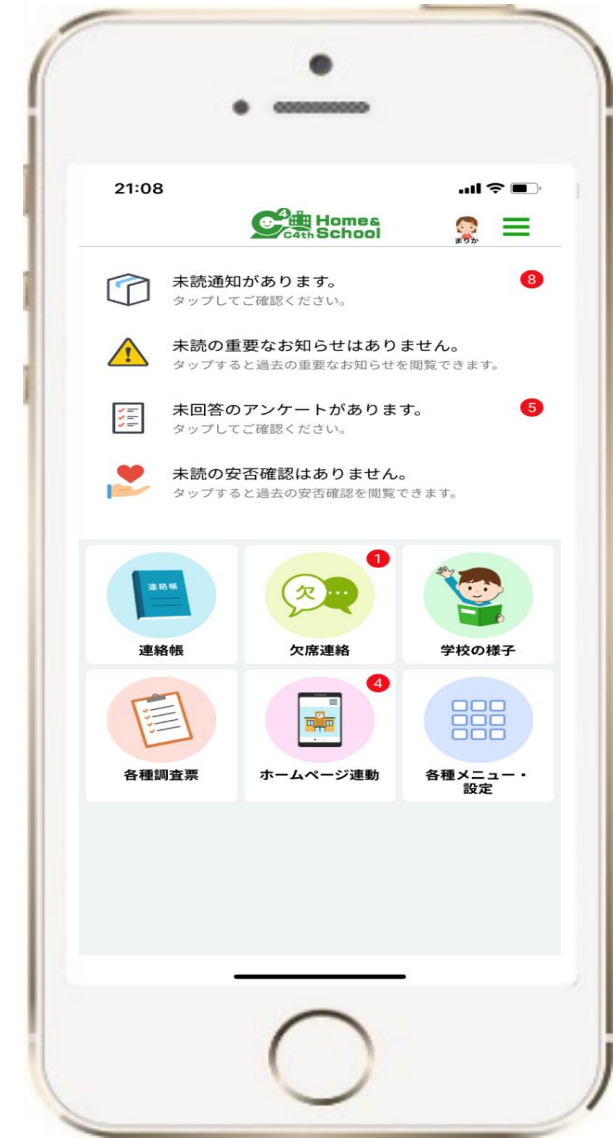 21:08
C4 Home&
C4th School
まりか
未読通知があります。
8
タップしてご確認ください。
未読の重要なお知らせはありません。
タップすると過去の重要なお知らせを閲覧できます。
未回答のアンケートがあります。
5
タップしてご確認ください。
未読の安否確認はありません。
タップすると過去の安否確認を閲覧できます。
連絡帳
欠…
1
4
連絡帳
欠席連絡
学校の様子
各種調査票
ホームページ連動
各種メニュー・
設定